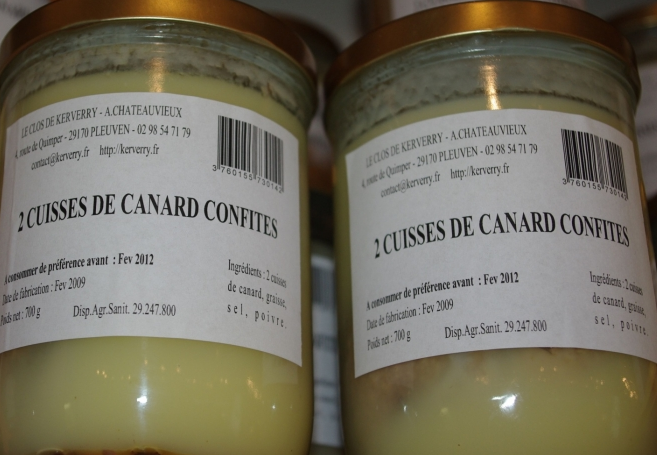 LE CLOS DE KERVERRY - A.CHATEAUVIEUX
4, route de Quimper - 29170 PLEUVEN - 02 98 54 71 79
contact@kerverry.fr http://kerverry.fr
3760155730142
2 CUISSES DE CANARD CONFITES
A consommer de préférence avant : Fev 2012
Date de fabrication : Fev 2009
Poids net : 700 g
Disp.Agr.Sanit. 29.247.800
Ingrédients : 2 cuisses
de canard, graisse,
sel, poivre.
LE CLOS DE KERVERRY - A.CHATEAUVIEUX
4, route de Quimper - 29170 PLEUVEN - 02 98 54 71 79
contact@kerverry.fr http://kerverry.fr
3760155730142
2 CUISSES DE CANARD CONFITES
A consommer de préférence avant : Fev 2012
Date de fabrication : Fev 2009
Poids net : 700 g
Disp.Agr.Sanit. 29.247.800
Ingrédients : 2 cuisses
de canard, graisse,
sel, poivre.